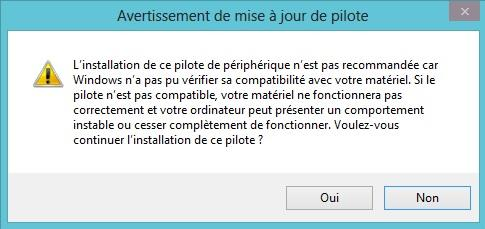 Avertissement de mise à jour de pilote
L'installation de ce pilote de périphérique n'est pas recommandée car
Windows n'a pas pu vérifier sa compatibilité avec votre matériel. Si le
pilote n'est pas compatible, votre matériel ne fonctionnera pas
correctement et votre ordinateur peut présenter un comportement
instable ou cesser complètement de fonctionner. Voulez-vous
continuer l'installation de ce pilote ?
Oui
Non